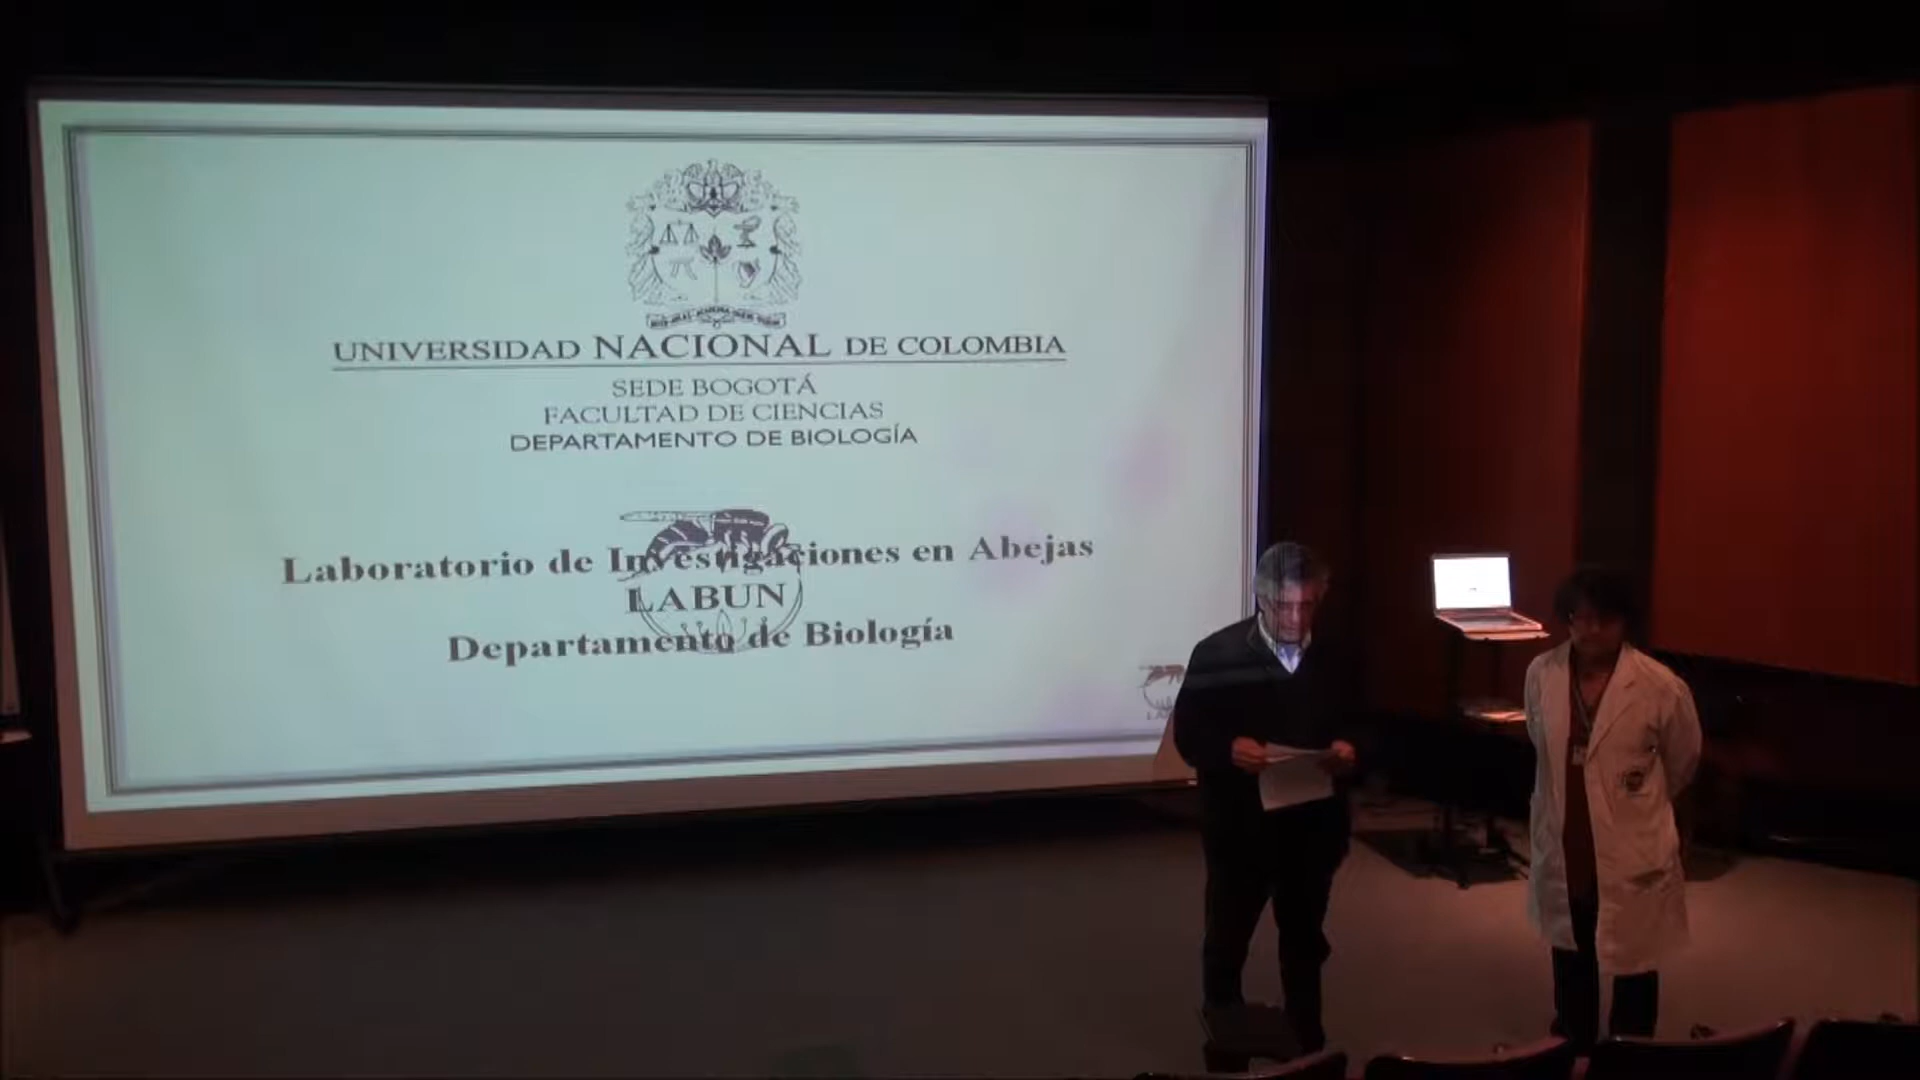 UNIVERSIDAD NACIONAL DE COLOMBIA
SEDE BOGOTÁ
FACULTAD DE CIENCIAS
DEPARTAMENTO DE BIOLOGÍA
Laboratorio de Investigaciones en Abejas
LABUN
Departamento de Biología